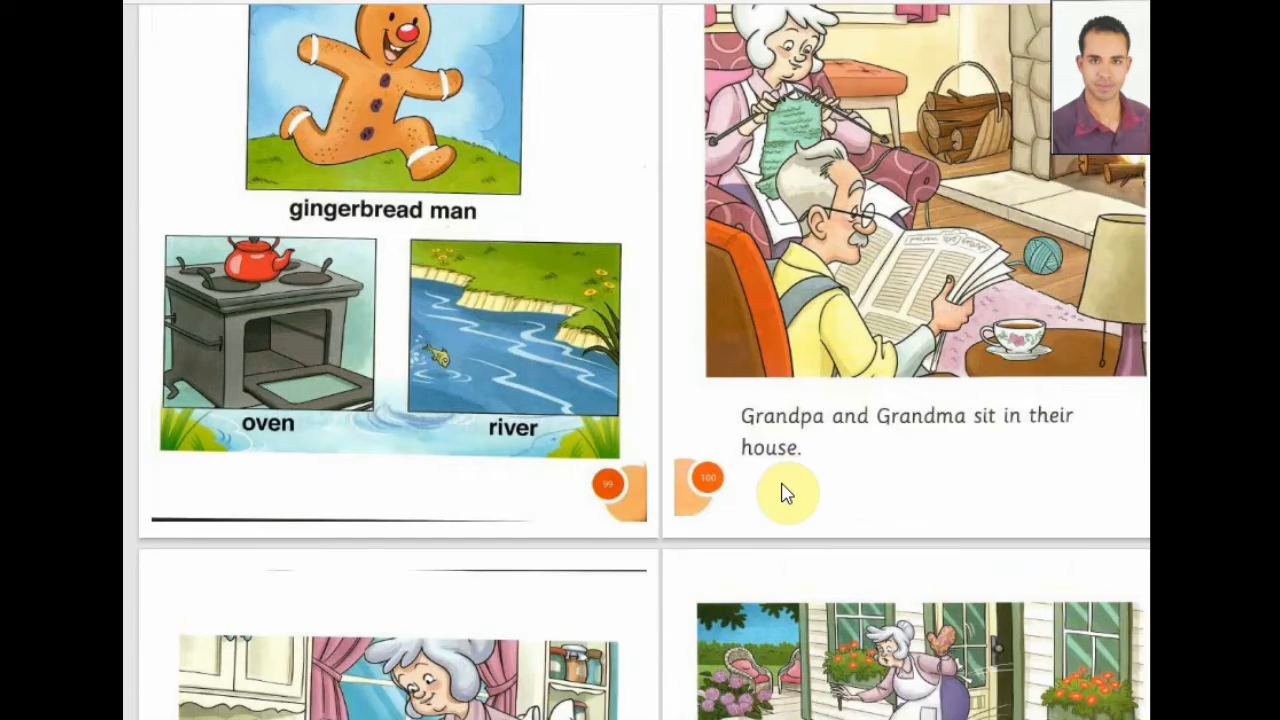 gingerbread man
oven
river
99
Grandpa and Grandma sit in their
house.
100